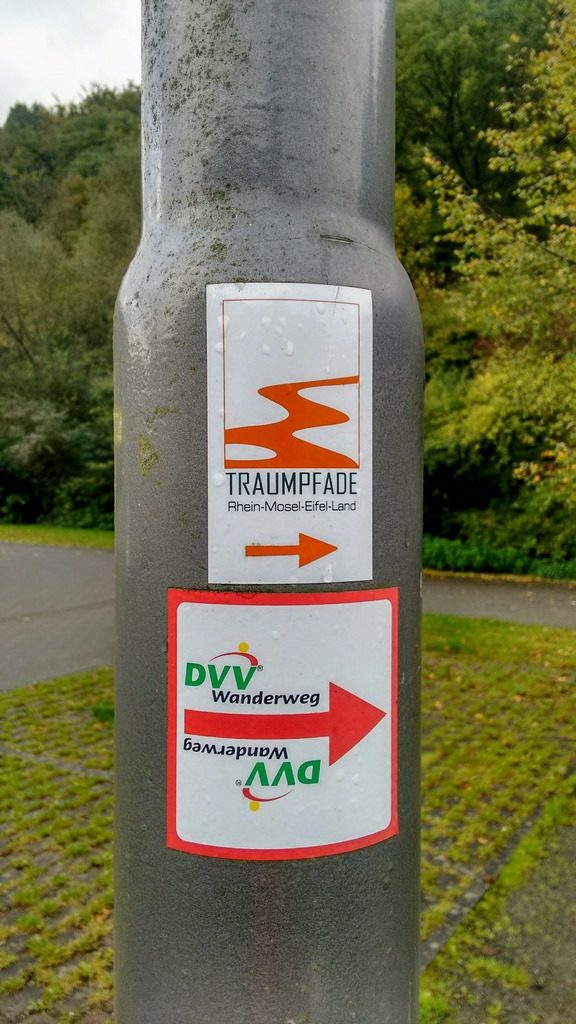 TRAUMPFADE
Rhein-Mosel-Eifel-Land
DVV®
Wanderweg
Wanderweg
DVV®